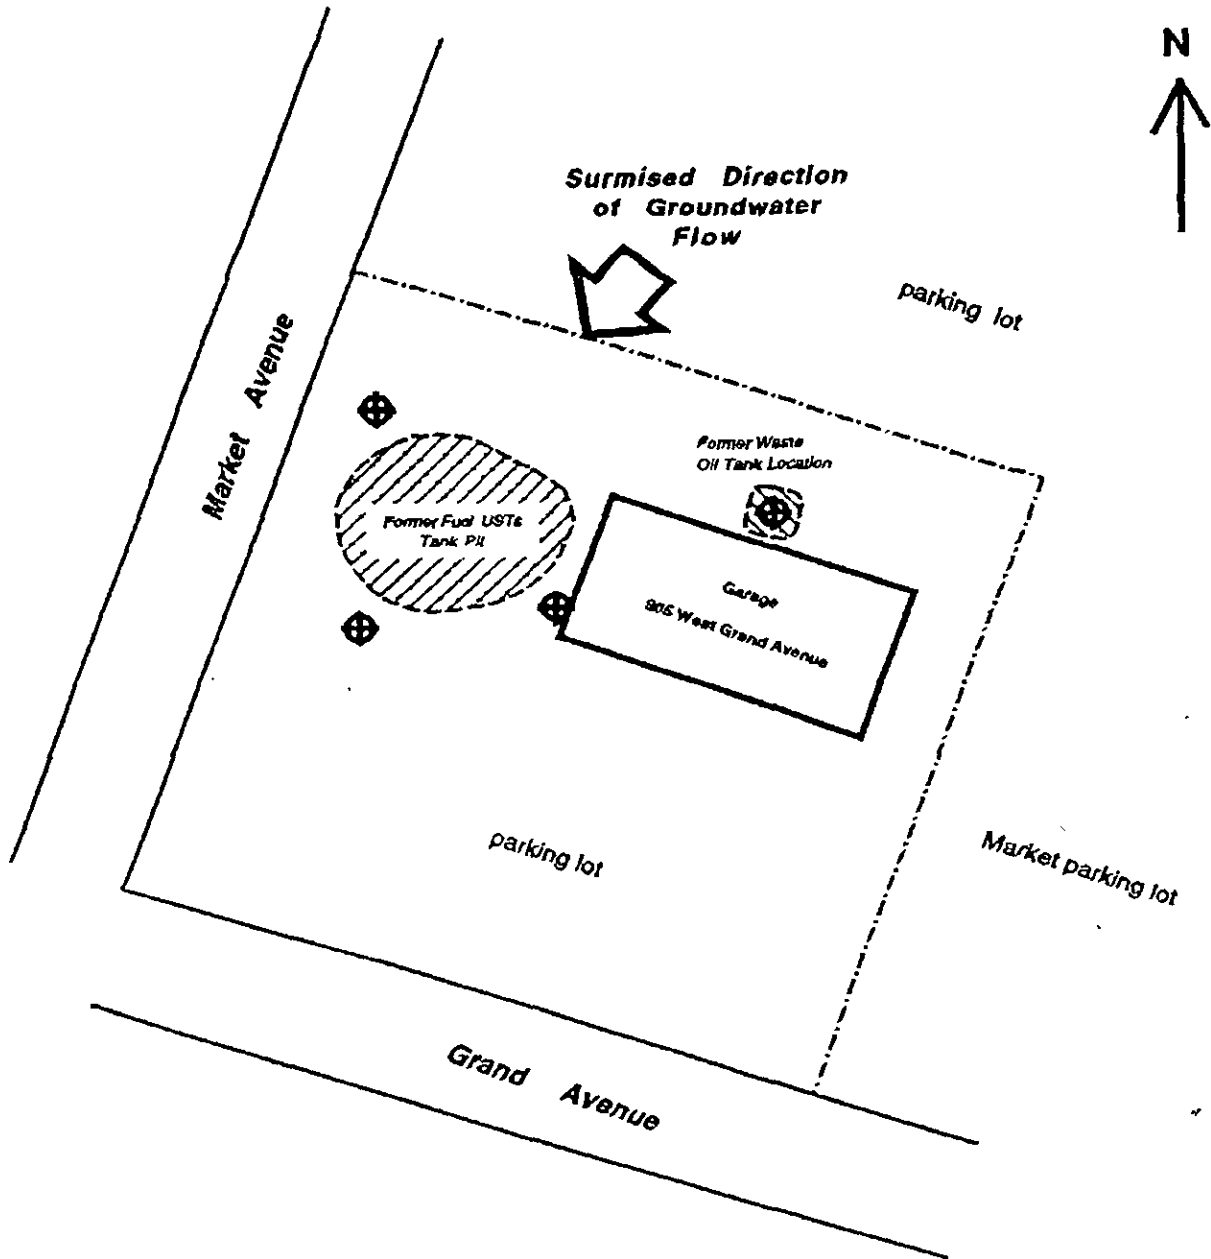 N
Surmised Direction
of Groundwater
Flow
parking lot
Market Avenue
Former Waste
Oil Tank Location
Former Fuel USTs
Tank Pit
Garage
905 West Grand Avenue
parking lot
Market parking lot
Grand Avenue